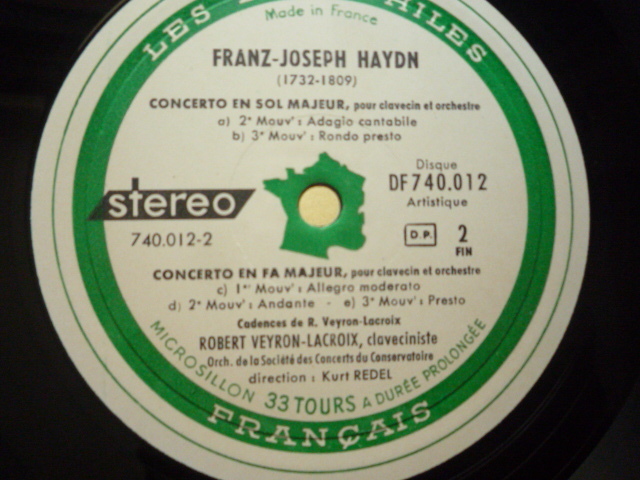 LES
Made in France
FRANZ-JOSEPH HAYDN
(1732-1809)
CONCERTO EN SOL MAJEUR, pour clavecin et orchestre
a) 2e Mouvt : Adagio cantabile
b) 3e Mouvt : Rondo presto
stereo
740.012-2
Disque
DF 740.012
Artistique
D.P.
2
FIN
CONCERTO EN FA MAJEUR, pour clavecin et orchestre
c) 1er Mouvt : Allegro moderato
d) 2e Mouvt : Andante - e) 3e Mouvt : Presto
Cadences de R. Veyron-Lacroix
ROBERT VEYRON-LACROIX, claveciniste
Orch. de la Société des Concerts du Conservatoire
direction : Kurt REDEL
MICROSILLON 33 TOURS A DURÉE PROLONGÉE
FRANÇAIS